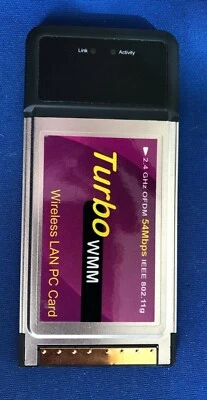 Link
Activity
▶ 2.4 GHz OFDM 54Mbps IEEE 802.11g
Turbo WMM
Wireless LAN PC Card